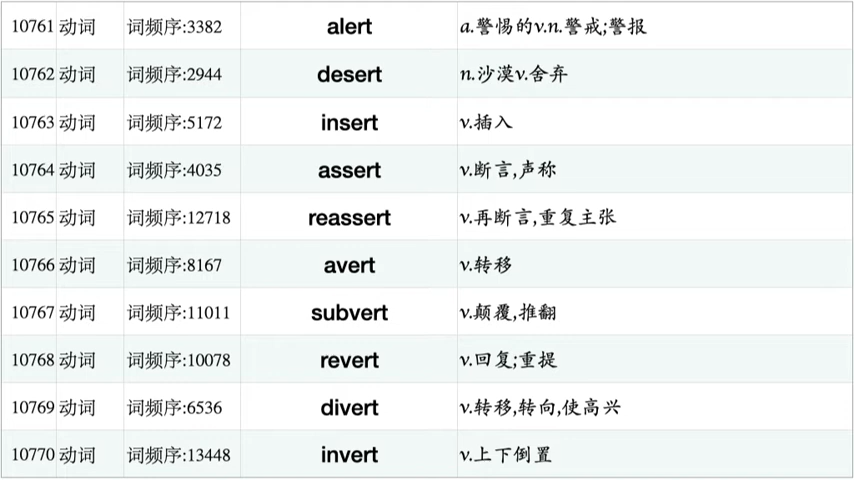 10761 动词 词频序:3382 alert a.警惕的v.n.警戒;警报
10762 动词 词频序:2944 desert n.沙漠v.舍弃
10763 动词 词频序:5172 insert v.插入
10764 动词 词频序:4035 assert v.断言,声称
10765 动词 词频序:12718 reassert v.再断言,重复主张
10766 动词 词频序:8167 avert v.转移
10767 动词 词频序:11011 subvert v.颠覆,推翻
10768 动词 词频序:10078 revert v.回复;重提
10769 动词 词频序:6536 divert v.转移,转向,使高兴
10770 动词 词频序:13448 invert v.上下倒置